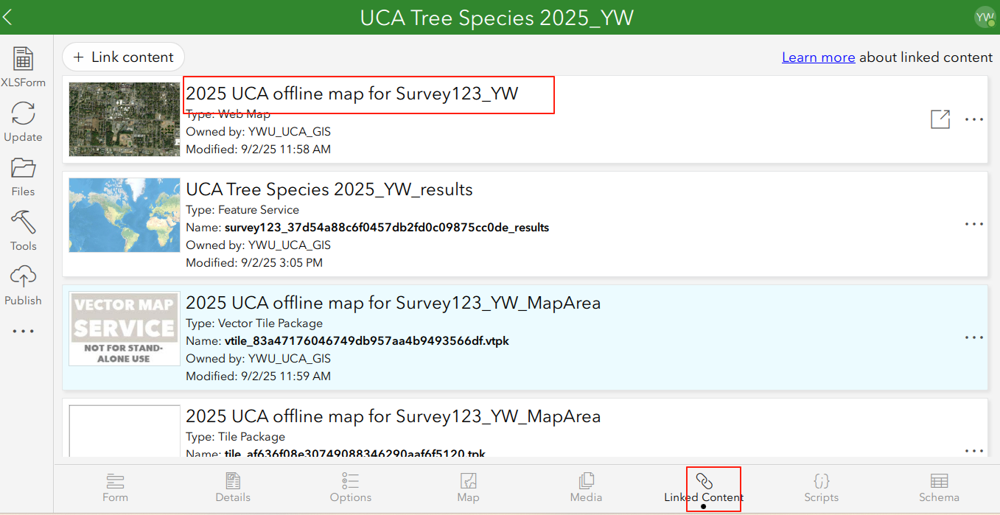 UCA Tree Species 2025_YW
YW
XLSForm
Update
Files
Tools
Publish
+ Link content
Learn more about linked content
2025 UCA offline map for Survey123_YW
Type: Web Map
Owned by: YWU_UCA_GIS
Modified: 9/2/25 11:58 AM
UCA Tree Species 2025_YW_results
Type: Feature Service
Name: survey123_37d54a88c6f0457db2fd0c09875cc0de_results
Owned by: YWU_UCA_GIS
Modified: 9/2/25 3:05 PM
VECTOR MAP
SERVICE
NOT FOR STAND-
ALONE USE
2025 UCA offline map for Survey123_YW_MapArea
Type: Vector Tile Package
Name: vtile_83a47176046749db957aa4b9493566df.vtpk
Owned by: YWU_UCA_GIS
Modified: 9/2/25 11:59 AM
2025 UCA offline map for Survey123_YW_MapArea
Type: Tile Package
Name: tile_af636f08e30749088346290aaf6f5120.tpk
Form
Details
Options
Map
Media
Linked Content
Scripts
Schema